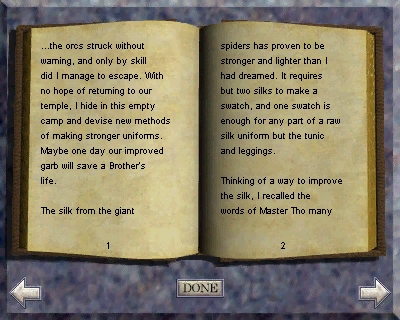 ...the orcs struck without
warning, and only by skill
did I manage to escape. With
no hope of returning to our
temple, I hide in this empty
camp and devise new methods
of making stronger uniforms.
Maybe one day our improved
garb will save a Brother's
life.
The silk from the giant
1
spiders has proven to be
stronger and lighter than I
had dreamed. It requires
but two silks to make a
swatch, and one swatch is
enough for any part of a raw
silk uniform but the tunic
and leggings.
Thinking of a way to improve
the silk, I recalled the
words of Master Tho many
2
DONE